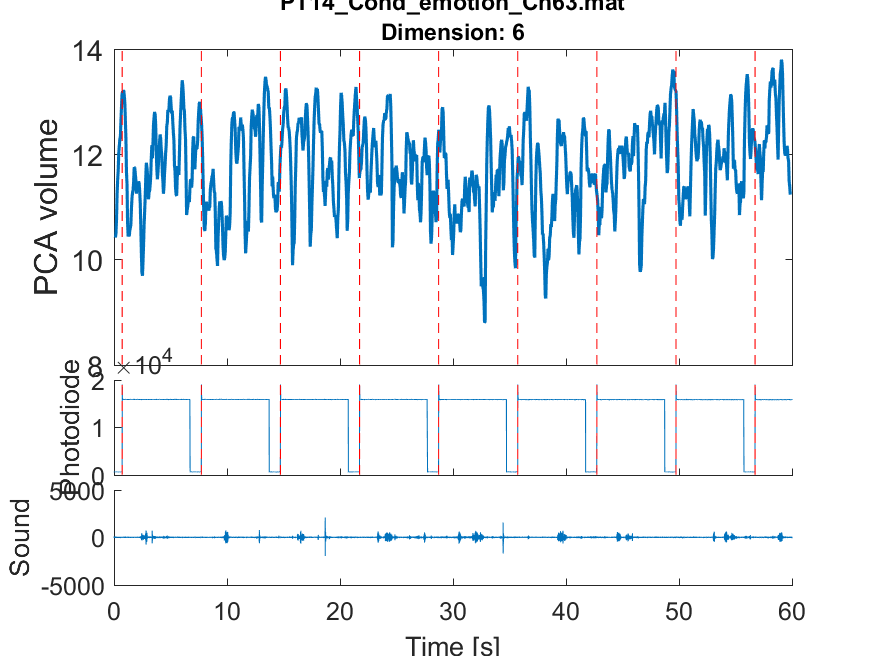 PT14_Cond_emotion_Ch63.mat
Dimension: 6
14
12
10
8
PCA volume
×10^4
2
1
0
Photodiode
5000
0
-5000
Sound
0 10 20 30 40 50 60
Time [s]